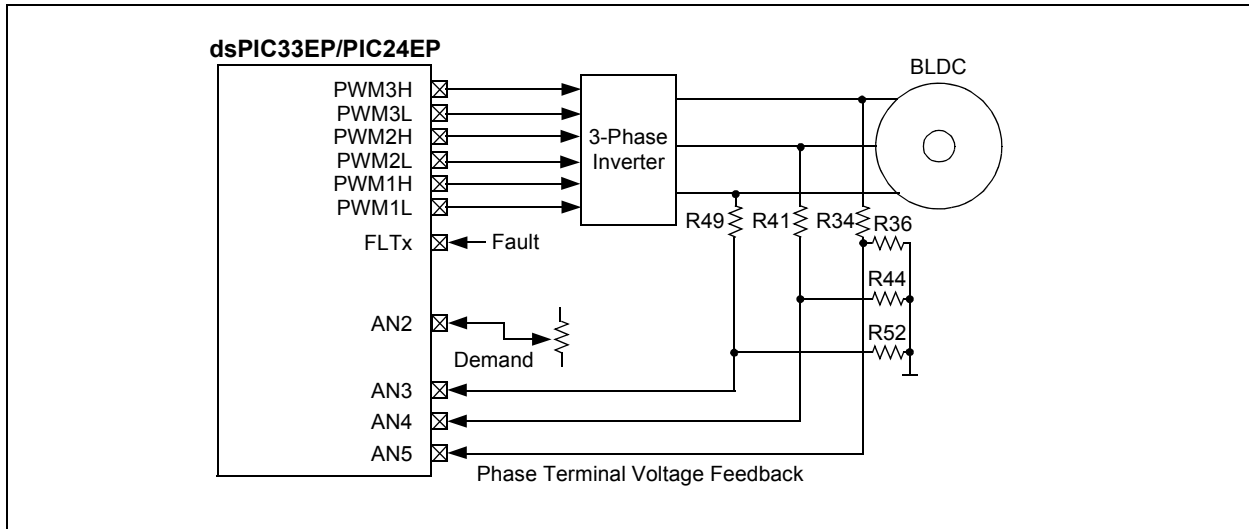 dsPIC33EP/PIC24EP
BLDC
PWM3H
PWM3L
PWM2H
PWM2L
PWM1H
PWM1L
3-Phase
Inverter
R49
R41
R34
R36
FLTx
Fault
R44
AN2
Demand
R52
AN3
AN4
AN5
Phase Terminal Voltage Feedback